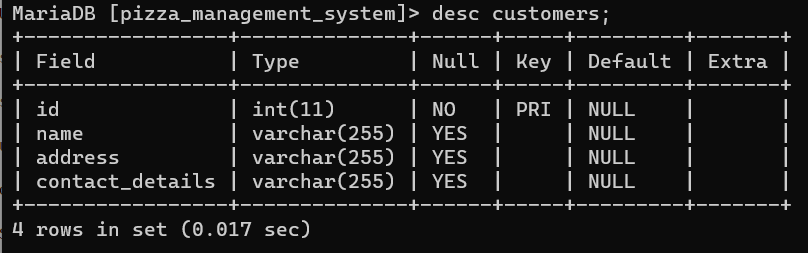 MariaDB [pizza_management_system]> desc customers;
+-----------------+--------------+------+-----+---------+-------+
| Field           | Type         | Null | Key | Default | Extra |
+-----------------+--------------+------+-----+---------+-------+
| id              | int(11)      | NO   | PRI | NULL    |       |
| name            | varchar(255) | YES  |     | NULL    |       |
| address         | varchar(255) | YES  |     | NULL    |       |
| contact_details | varchar(255) | YES  |     | NULL    |       |
+-----------------+--------------+------+-----+---------+-------+
4 rows in set (0.017 sec)